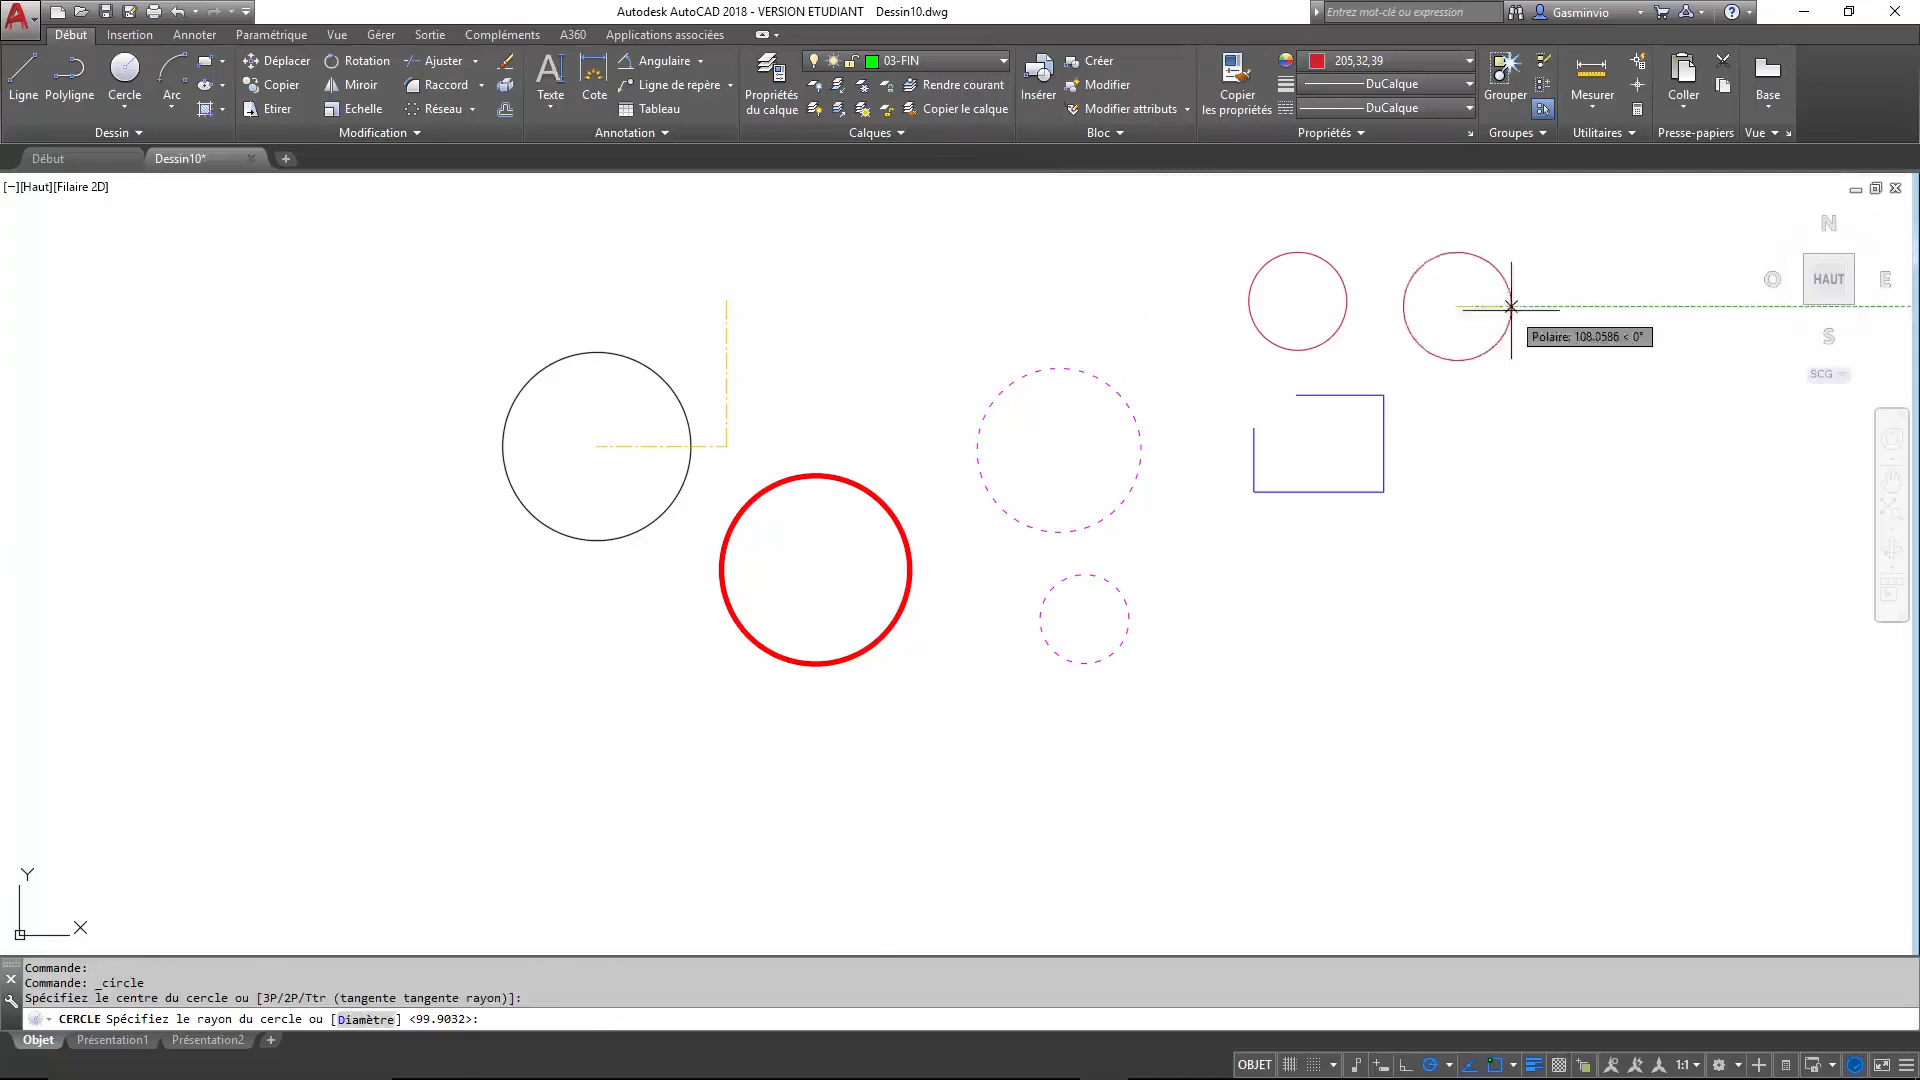 Autodesk AutoCAD 2018 - VERSION ETUDIANT Dessin10.dwg
Entrez mot-clé ou expression
Gasminvio
Début Insertion Annoter Paramétrique Vue Gérer Sortie Compléments A360 Applications associées
Ligne Polyligne Cercle Arc
Déplacer Rotation Ajuster
Copier Miroir Raccord
Etirer Echelle Réseau
Texte Cote
Angulaire
Ligne de repère
Tableau
Propriétés
du calque
03-FIN
Rendre courant
Copier le calque
Insérer
Créer
Modifier
Modifier attributs
Copier
les propriétés
205,32,39
DuCalque
DuCalque
Grouper
Mesurer
Coller
Base
Dessin Modification Annotation Calques Bloc Propriétés Groupes Utilitaires Presse-papiers Vue
Début Dessin10*
[−][Haut][Filaire 2D]
N
O HAUT E
S
SCG
Polaire: 108.0586 < 0°
Y
X
Commande:
Commande: _circle
Spécifiez le centre du cercle ou [3P/2P/Ttr (tangente tangente rayon)]:
CERCLE Spécifiez le rayon du cercle ou [Diamètre] <99.9032>:
Objet Présentation1 Présentation2
OBJET 1:1